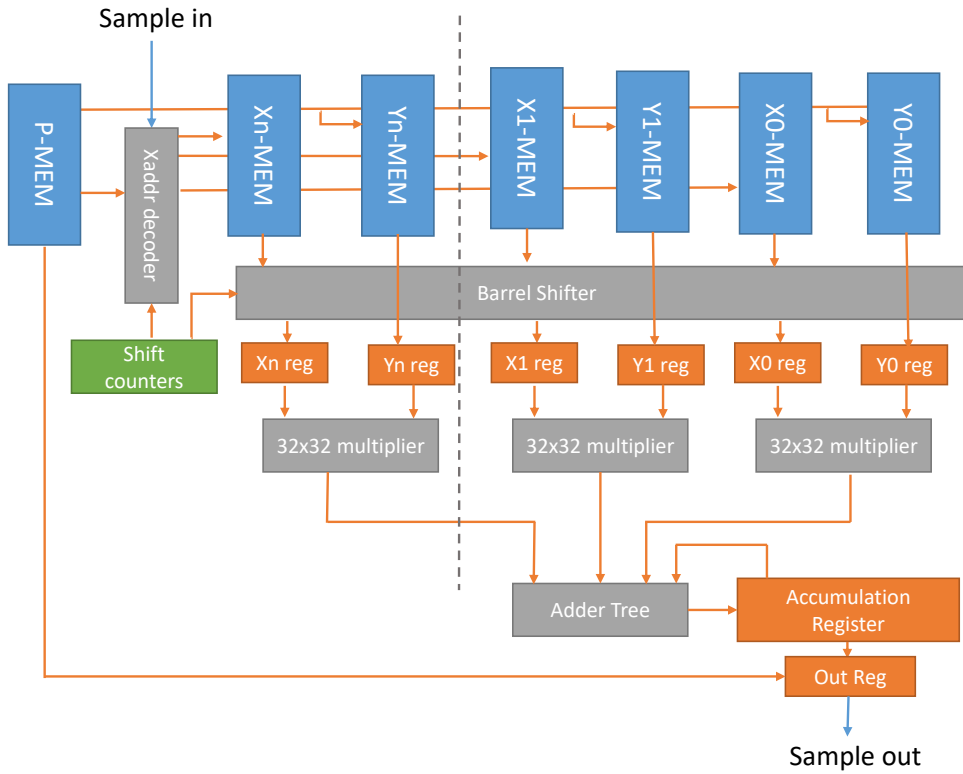 Sample in
P-MEM
Xaddr decoder
Xn-MEM
Yn-MEM
X1-MEM
Y1-MEM
X0-MEM
Y0-MEM
Barrel Shifter
Shift
counters
Xn reg
Yn reg
X1 reg
Y1 reg
X0 reg
Y0 reg
32x32 multiplier
32x32 multiplier
32x32 multiplier
Adder Tree
Accumulation
Register
Out Reg
Sample out